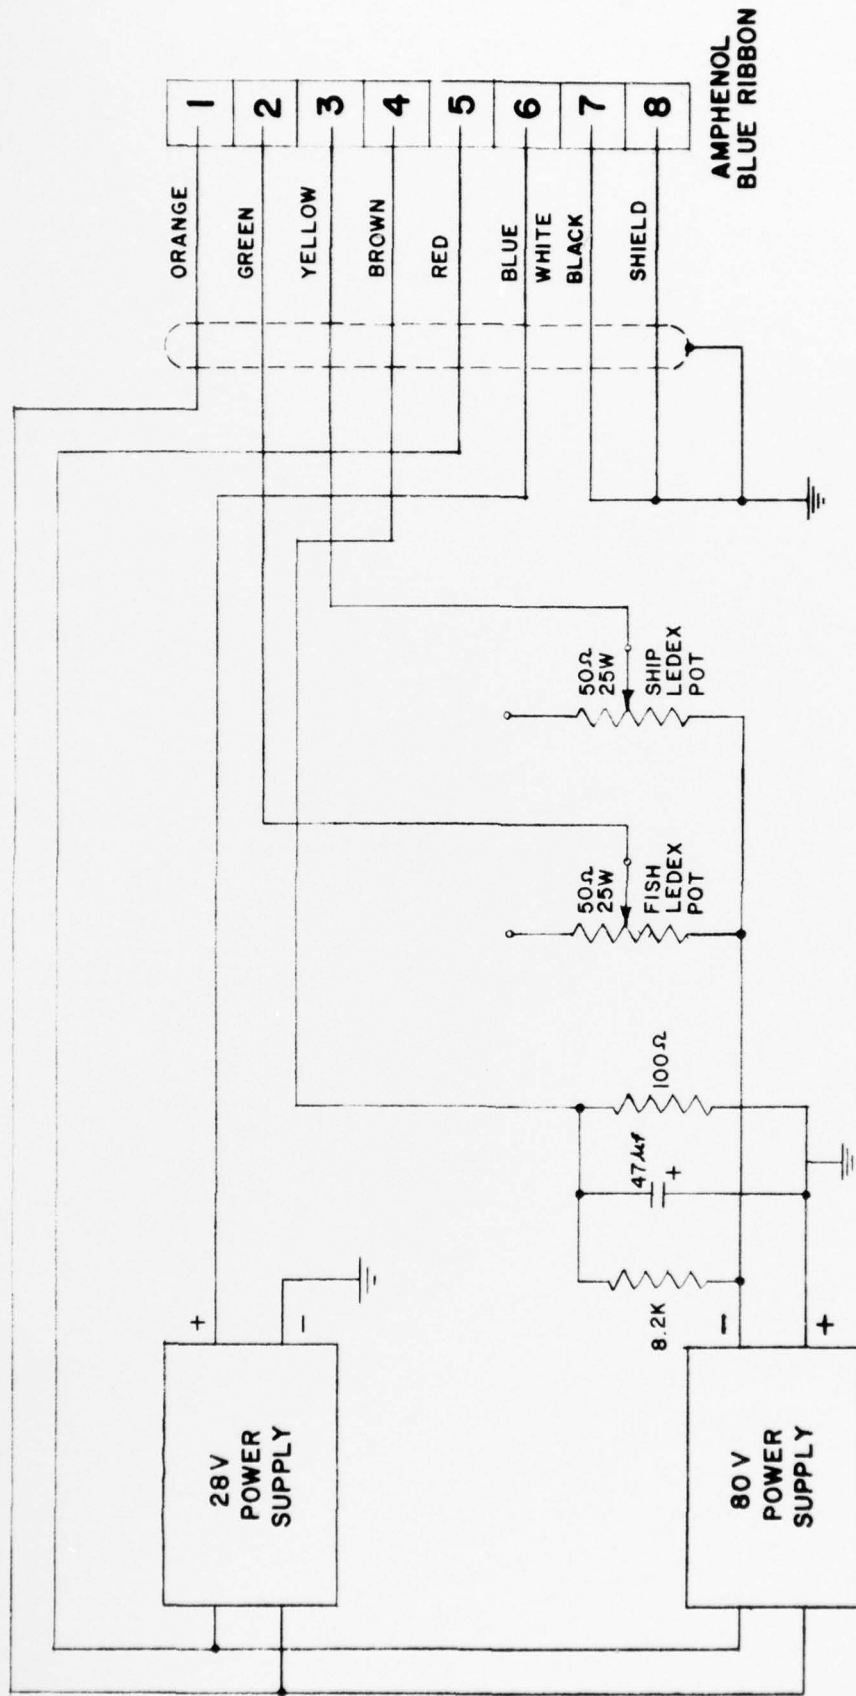 28V
POWER
SUPPLY
+
−
80V
POWER
SUPPLY
−
+
8.2K
47µf
+
100Ω
50Ω
25W
FISH
LEDEX
POT
50Ω
25W
SHIP
LEDEX
POT
ORANGE
GREEN
YELLOW
BROWN
RED
BLUE
WHITE
BLACK
SHIELD
1
2
3
4
5
6
7
8
AMPHENOL
BLUE RIBBON